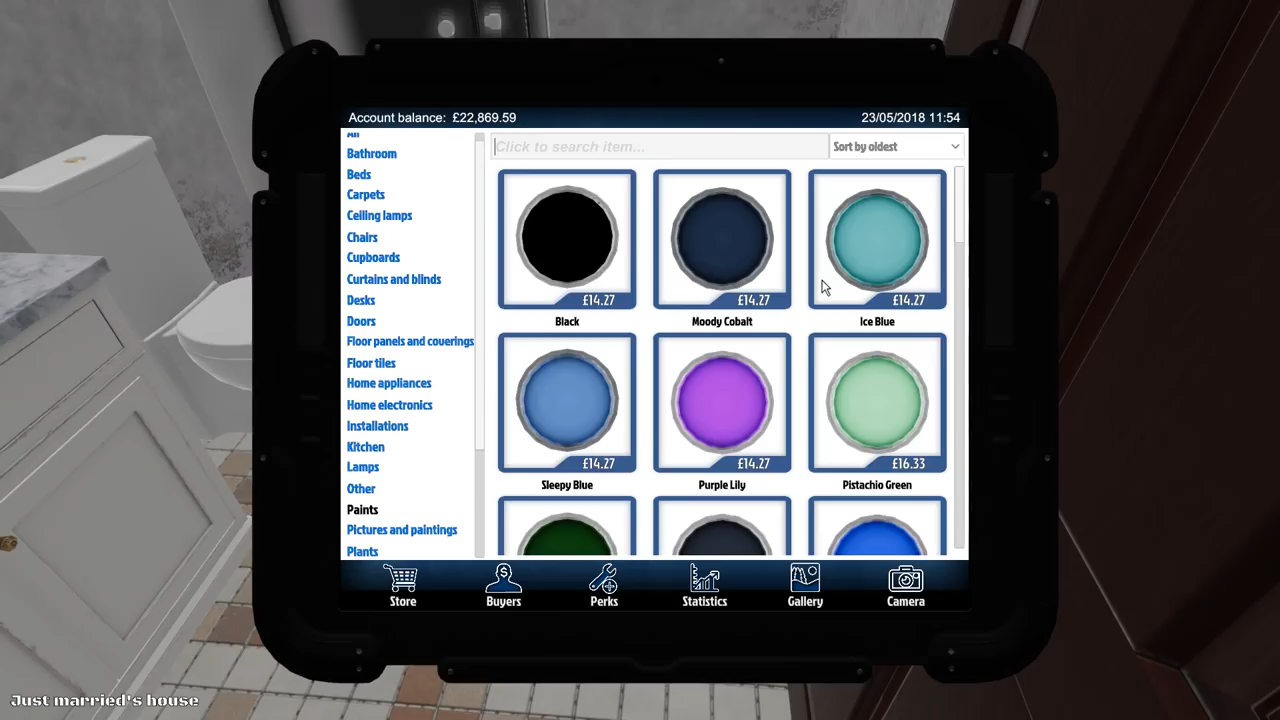 Account balance: £22,869.59
23/05/2018 11:54
All
Bathroom
Beds
Carpets
Ceiling lamps
Chairs
Cupboards
Curtains and blinds
Desks
Doors
Floor panels and coverings
Floor tiles
Home appliances
Home electronics
Installations
Kitchen
Lamps
Other
Paints
Pictures and paintings
Plants
Click to search item...
Sort by oldest
£14.27
£14.27
£14.27
Black
Moody Cobalt
Ice Blue
£14.27
£14.27
£16.33
Sleepy Blue
Purple Lily
Pistachio Green
Store
Buyers
Perks
Statistics
Gallery
Camera
Just married's house